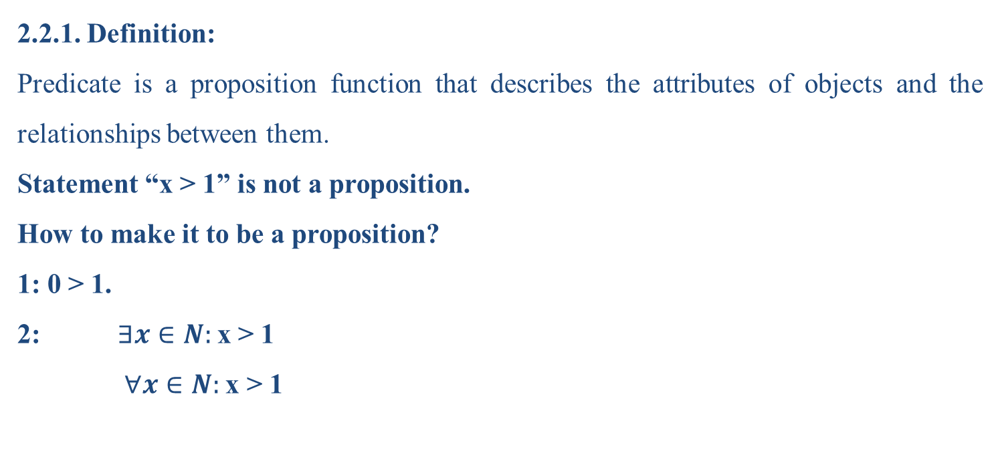 2.2.1. Definition:
Predicate is a proposition function that describes the attributes of objects and the
relationships between them.
Statement “x > 1” is not a proposition.
How to make it to be a proposition?
1: 0 > 1.
2: ∃𝒙 ∈ 𝑵: x > 1
∀𝒙 ∈ 𝑵: x > 1